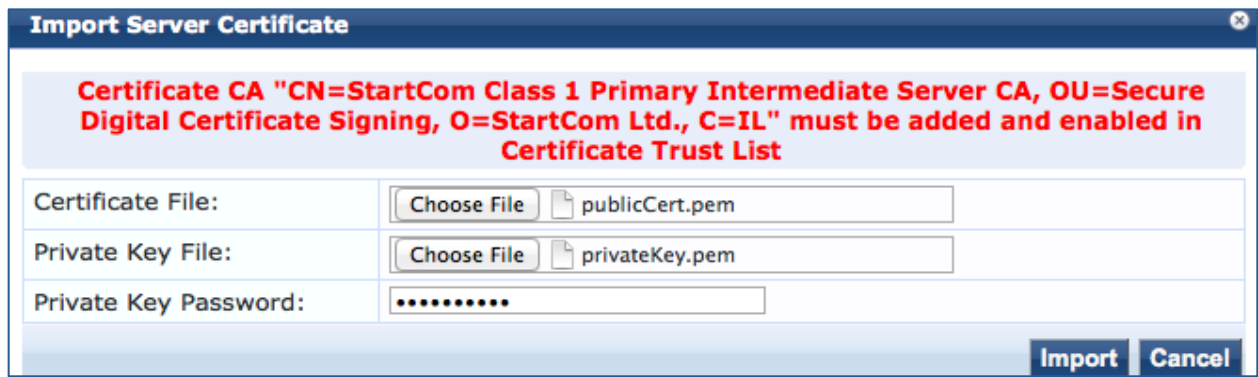 Import Server Certificate
Certificate CA "CN=StartCom Class 1 Primary Intermediate Server CA, OU=Secure
Digital Certificate Signing, O=StartCom Ltd., C=IL" must be added and enabled in
Certificate Trust List
Certificate File: Choose File publicCert.pem
Private Key File: Choose File privateKey.pem
Private Key Password: ••••••••••
Import Cancel